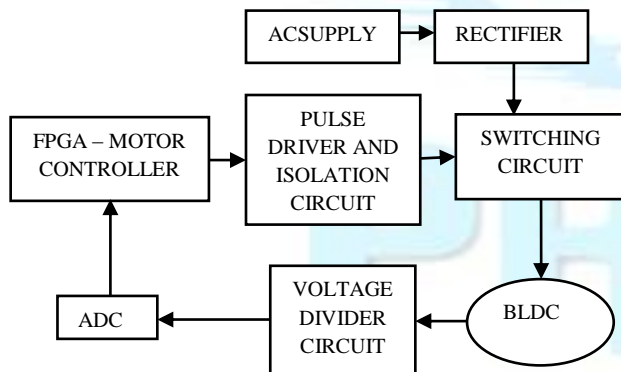 ACSUPPLY
RECTIFIER
FPGA – MOTOR
CONTROLLER
PULSE
DRIVER AND
ISOLATION
CIRCUIT
SWITCHING
CIRCUIT
ADC
VOLTAGE
DIVIDER
CIRCUIT
BLDC